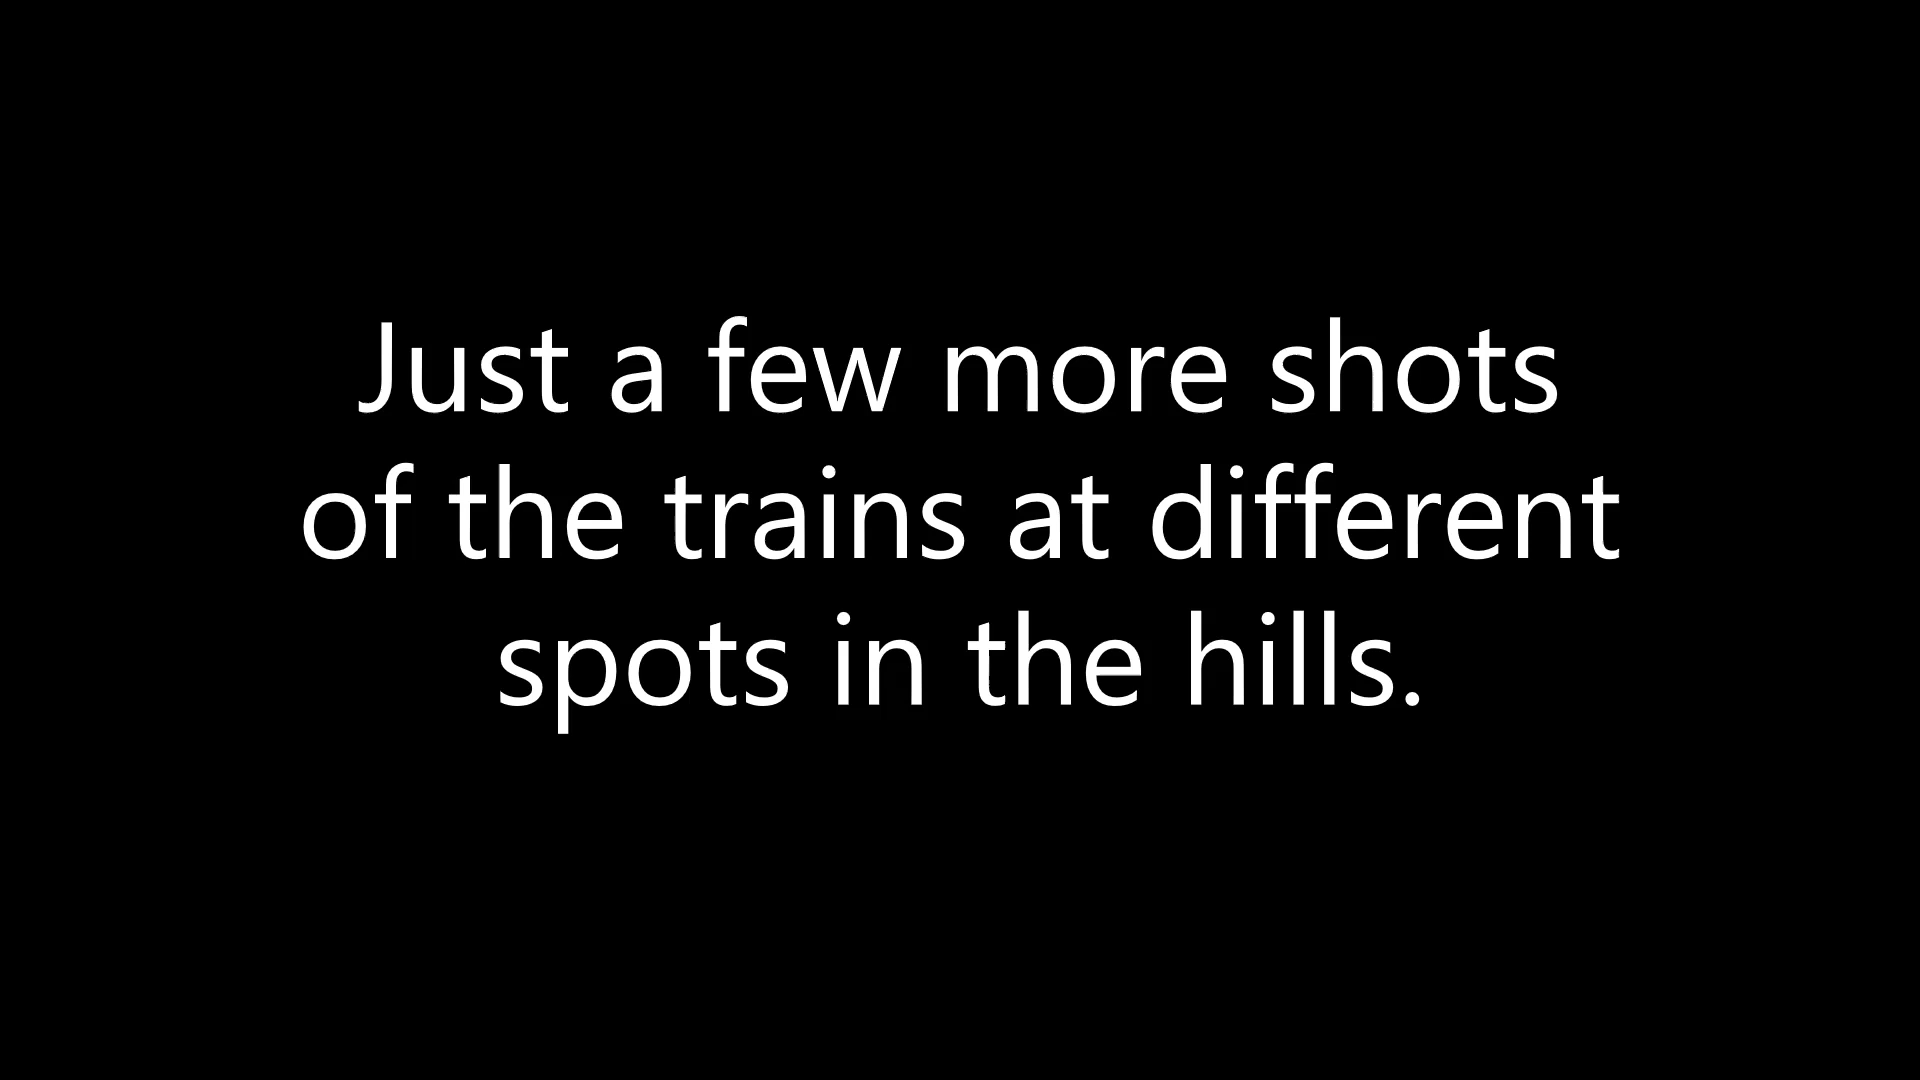 Just a few more shots
of the trains at different
spots in the hills.